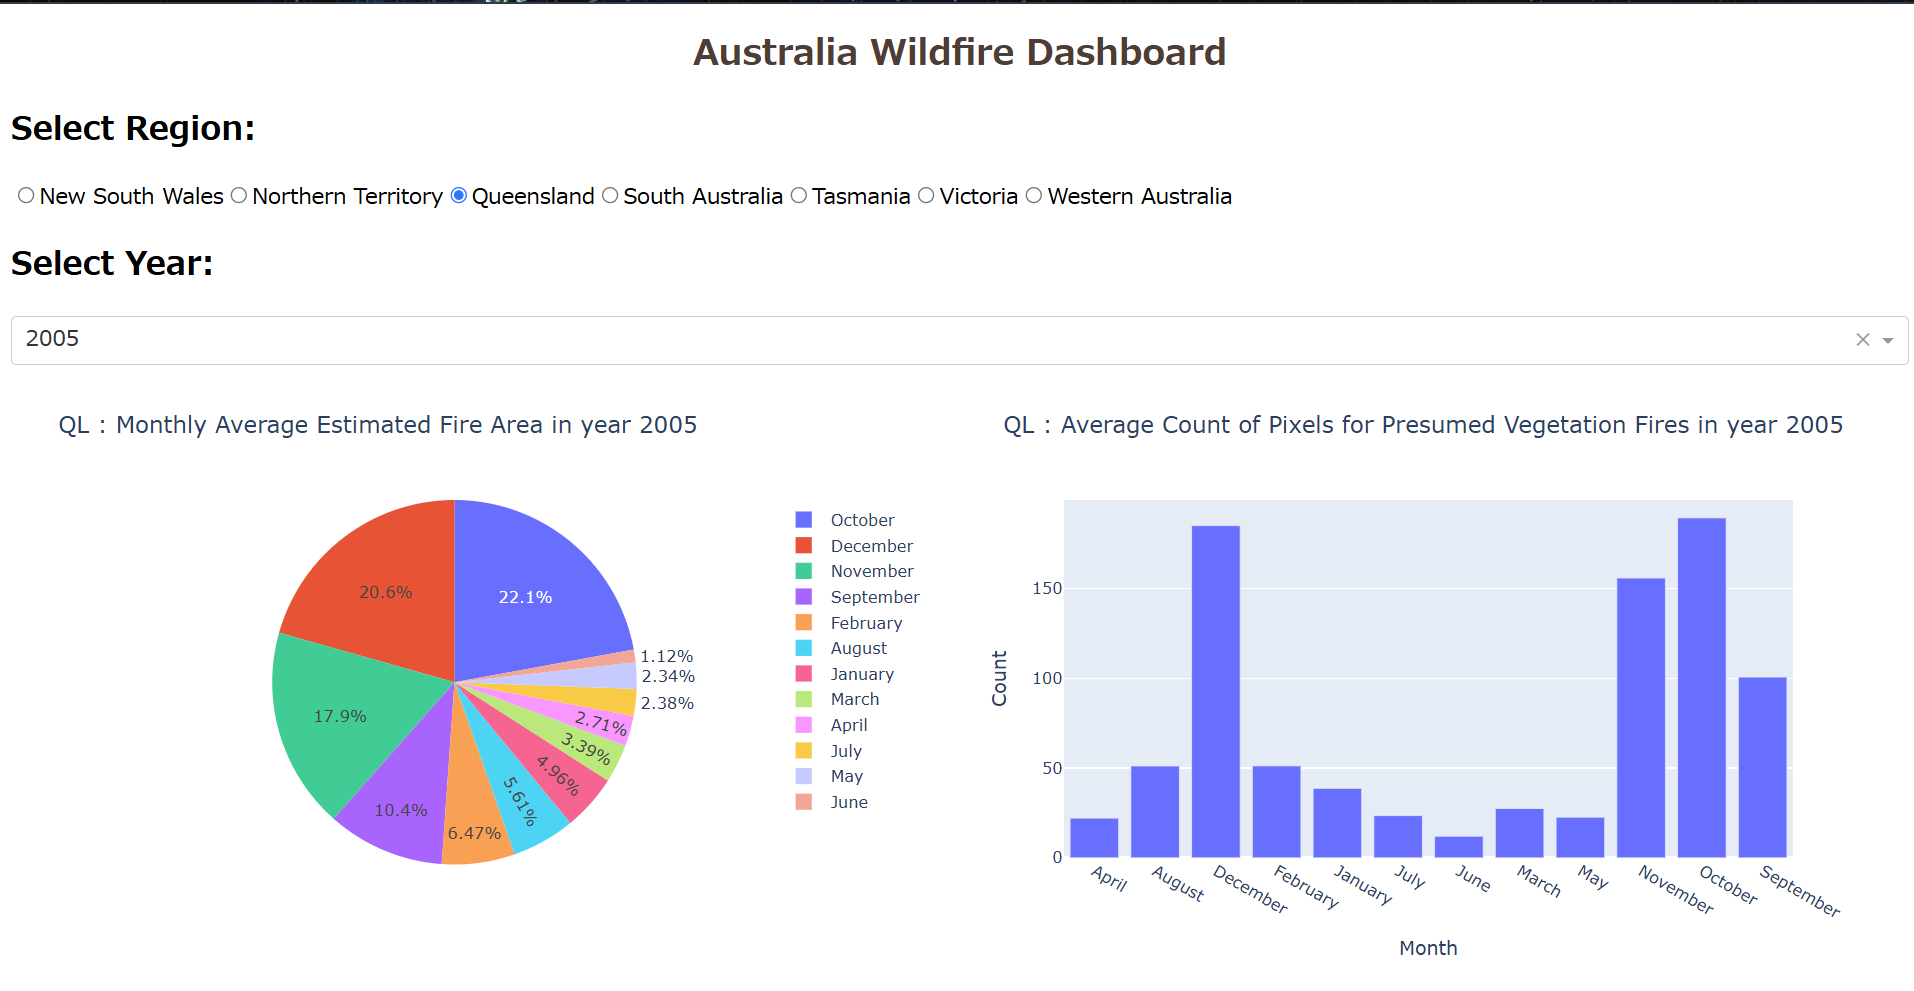 Australia Wildfire Dashboard
Select Region:
New South Wales Northern Territory Queensland South Australia Tasmania Victoria Western Australia
Select Year:
2005
QL : Monthly Average Estimated Fire Area in year 2005
22.1%
20.6%
17.9%
10.4%
6.47%
5.61%
4.96%
3.39%
2.71%
2.38%
2.34%
1.12%
October
December
November
September
February
August
January
March
April
July
May
June
QL : Average Count of Pixels for Presumed Vegetation Fires in year 2005
Count
150
100
50
0
April
August
December
February
January
July
June
March
May
November
October
September
Month